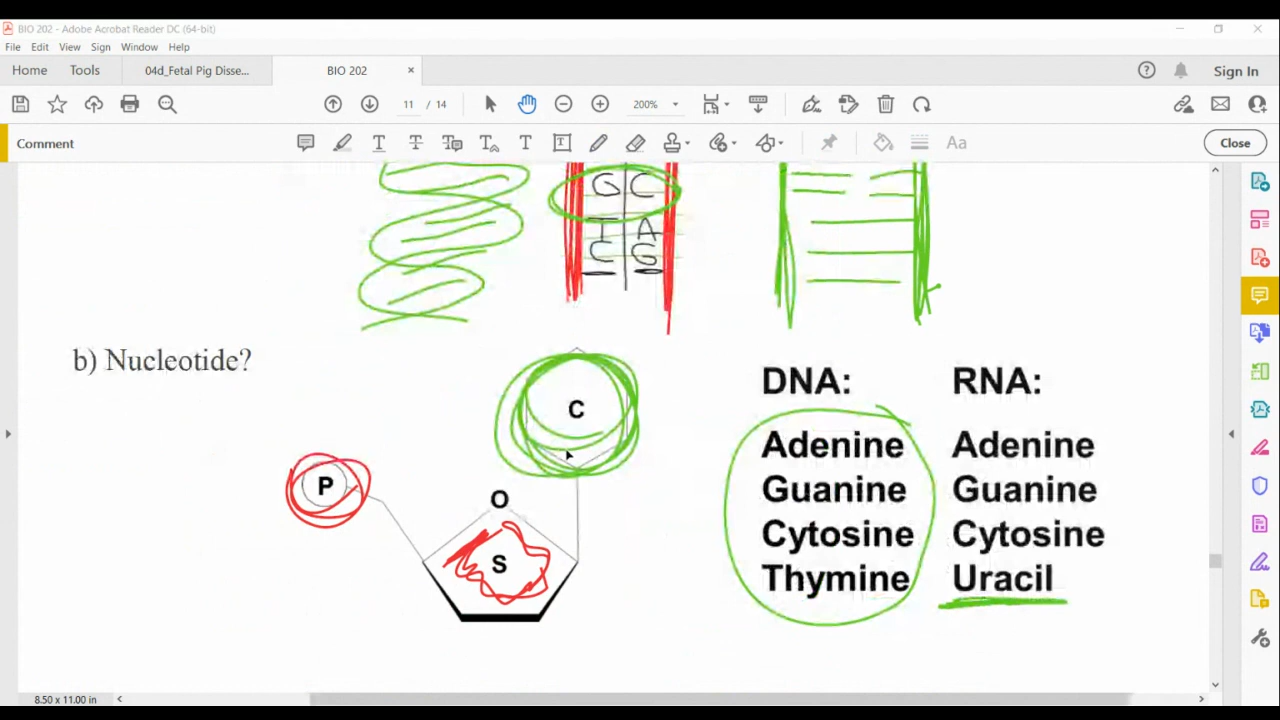 BIO 202 - Adobe Acrobat Reader DC (64-bit)
File Edit View Sign Window Help
Home Tools 04d_Fetal Pig Disse... BIO 202 × Sign In
11 / 14 200%
Comment Close
G C
T A
C G
b) Nucleotide?
C
P
O
S
DNA: RNA:
Adenine Adenine
Guanine Guanine
Cytosine Cytosine
Thymine Uracil
8.50 x 11.00 in